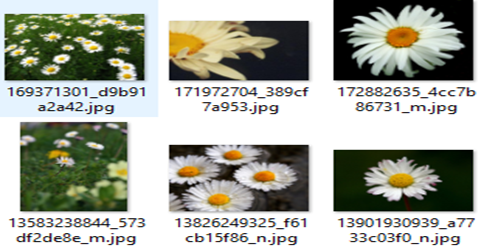 169371301_d9b91
a2a42.jpg
171972704_389cf
7a953.jpg
172882635_4cc7b
86731_m.jpg
13583238844_573
df2de8e_m.jpg
13826249325_f61
cb15f86_n.jpg
13901930939_a77
33c03f0_n.jpg